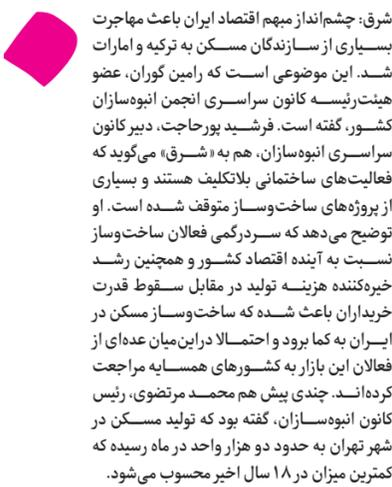 شرق: چشم‌انداز مبهم اقتصاد ایران باعث مهاجرت
بسیاری از سازندگان مسکن به ترکیه و امارات
شد. این موضوعی است که رامین گوران، عضو
هیئت‌رئیسه کانون سراسری انجمن انبوه‌سازان
کشور، گفته است. فرشید پورحاجت، دبیر کانون
سراسری انبوه‌سازان، هم به «شرق» می‌گوید که
فعالیت‌های ساختمانی بلاتکلیف هستند و بسیاری
از پروژه‌های ساخت‌وساز متوقف شده است. او
توضیح می‌دهد که سردرگمی فعالان ساخت‌وساز
نسبت به آینده اقتصاد کشور و همچنین رشد
خیره‌کننده هزینه تولید در مقابل سقوط قدرت
خریداران باعث شده که ساخت‌وساز مسکن در
ایران به کما برود و احتمالا دراین‌میان عده‌ای از
فعالان این بازار به کشورهای همسایه مراجعت
کرده‌اند. چندی پیش هم محمد مرتضوی، رئیس
کانون انبوه‌سازان، گفته بود که تولید مسکن در
شهر تهران به حدود دو هزار واحد در ماه رسیده که
کمترین میزان در ۱۸ سال اخیر محسوب می‌شود.